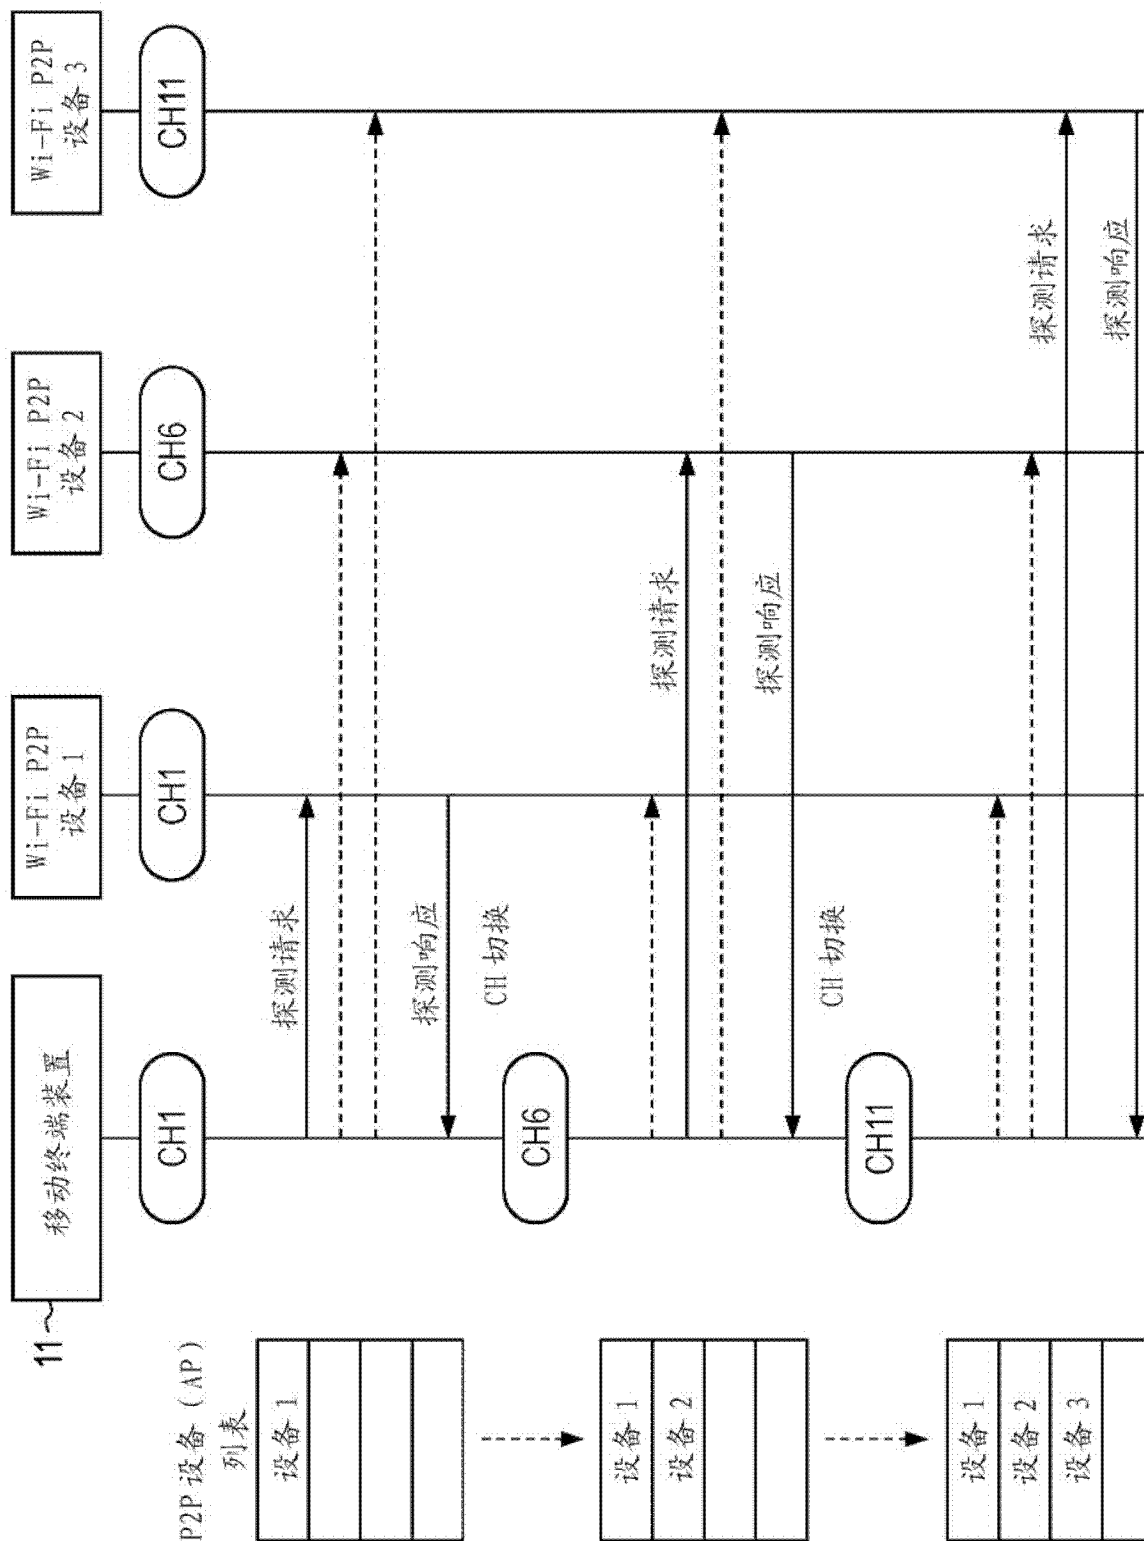 11
移动终端装置
Wi-Fi P2P
设备 1
Wi-Fi P2P
设备 2
Wi-Fi P2P
设备 3
CH1
CH1
CH6
CH11
P2P 设备 (AP)
列表
设备 1
探测请求
探测响应
CH 切换
CH6
设备 1
设备 2
探测请求
探测响应
CH 切换
CH11
设备 1
设备 2
设备 3
探测请求
探测响应